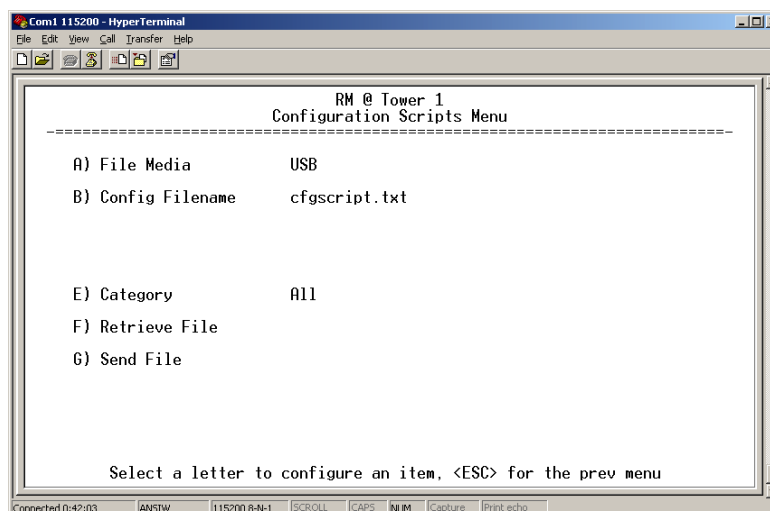 Com1 115200 - HyperTerminal
File Edit View Call Transfer Help
RM @ Tower 1
Configuration Scripts Menu
-==========================================================================-
A) File Media USB
B) Config Filename cfgscript.txt
E) Category All
F) Retrieve File
G) Send File
Select a letter to configure an item, <ESC> for the prev menu
Connected 0:42:03 ANSIW 115200 8-N-1 SCROLL CAPS NUM Capture Print echo